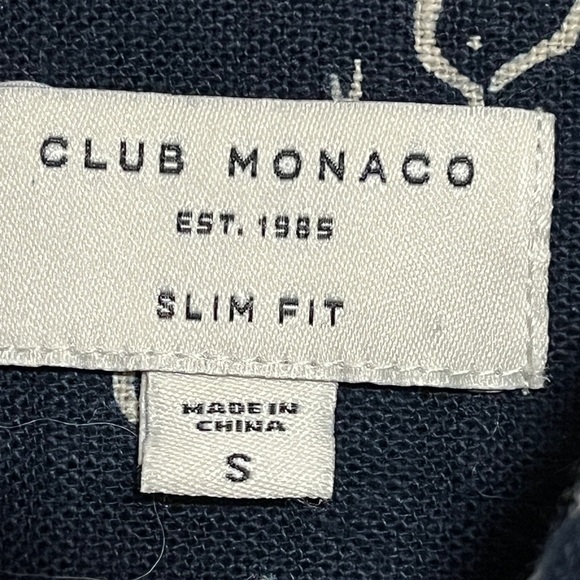 CLUB MONACO
EST. 1985
SLIM FIT
MADE IN
CHINA
S